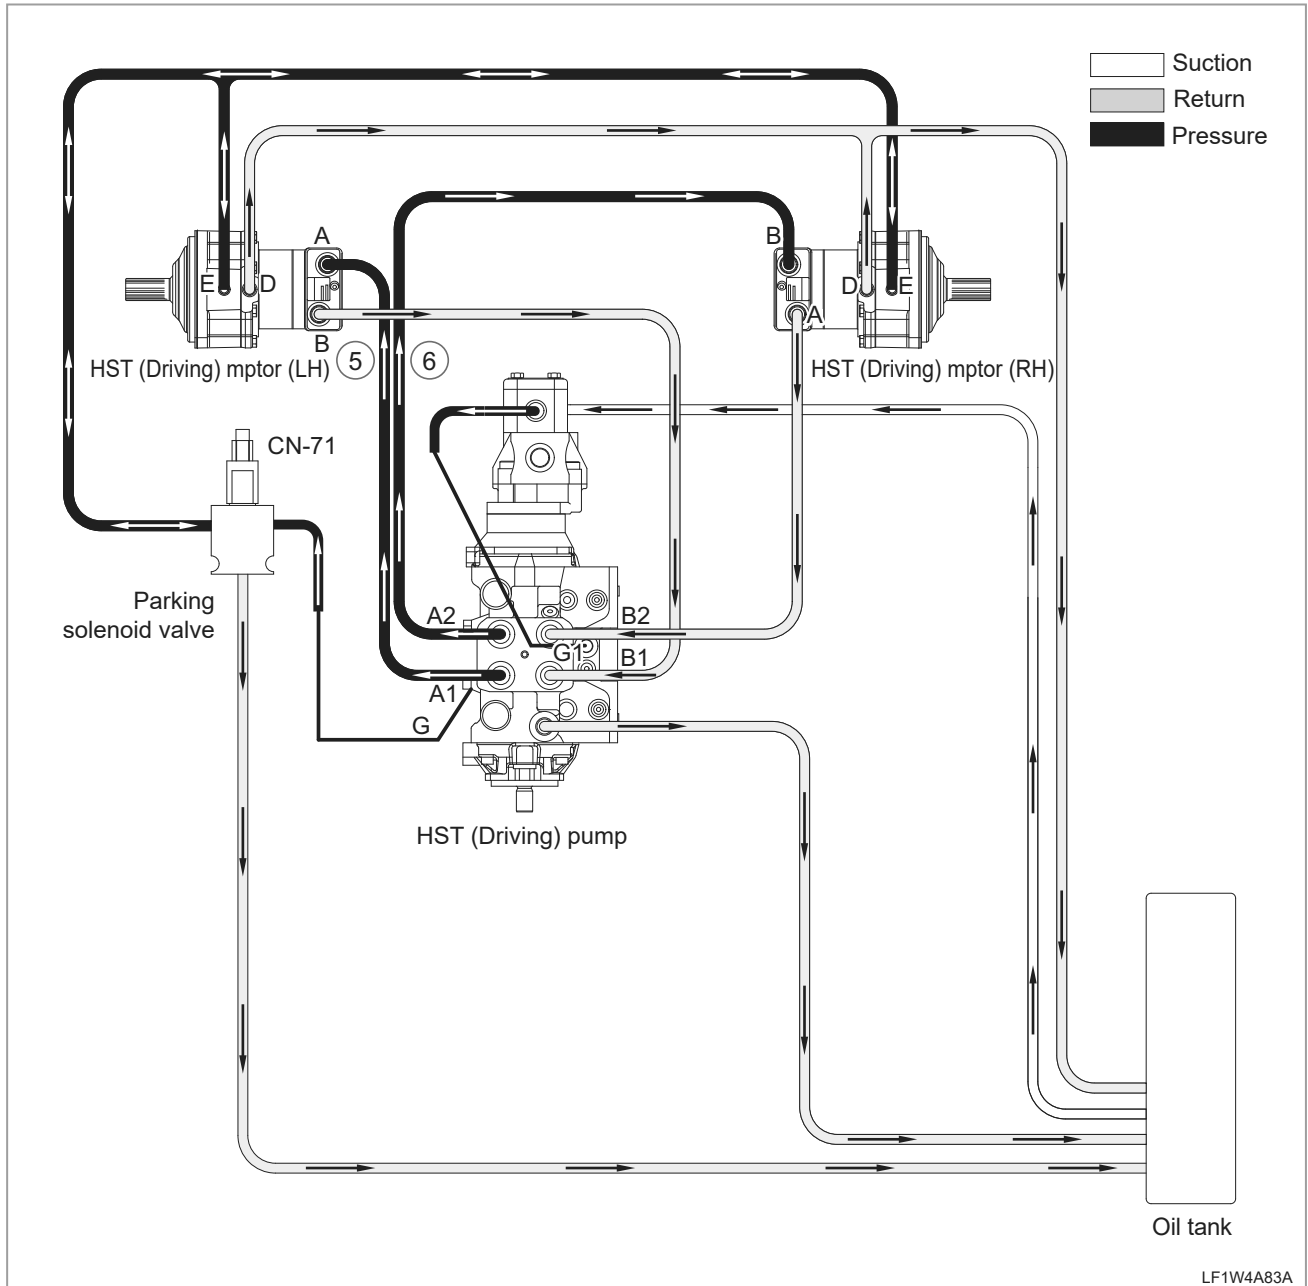 Suction
Return
Pressure
A
B
E
D
D
E
B
A
HST (Driving) mptor (LH)
5
6
HST (Driving) mptor (RH)
CN-71
Parking
solenoid valve
A2
B2
G1
B1
A1
G
HST (Driving) pump
Oil tank
LF1W4A83A